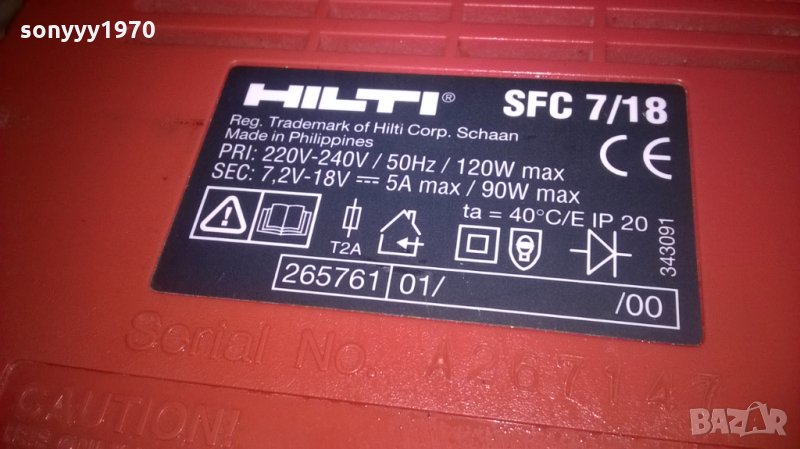 sonyyy1970
HILTI® SFC 7/18
Reg. Trademark of Hilti Corp. Schaan
Made in Philippines
PRI: 220V-240V / 50Hz / 120W max
SEC: 7,2V-18V ⎓ 5A max / 90W max
CE
ta = 40°C/E IP 20
T2A
343091
265761 01/ /00
Serial No. A267147
CAUTION!
BAZAR